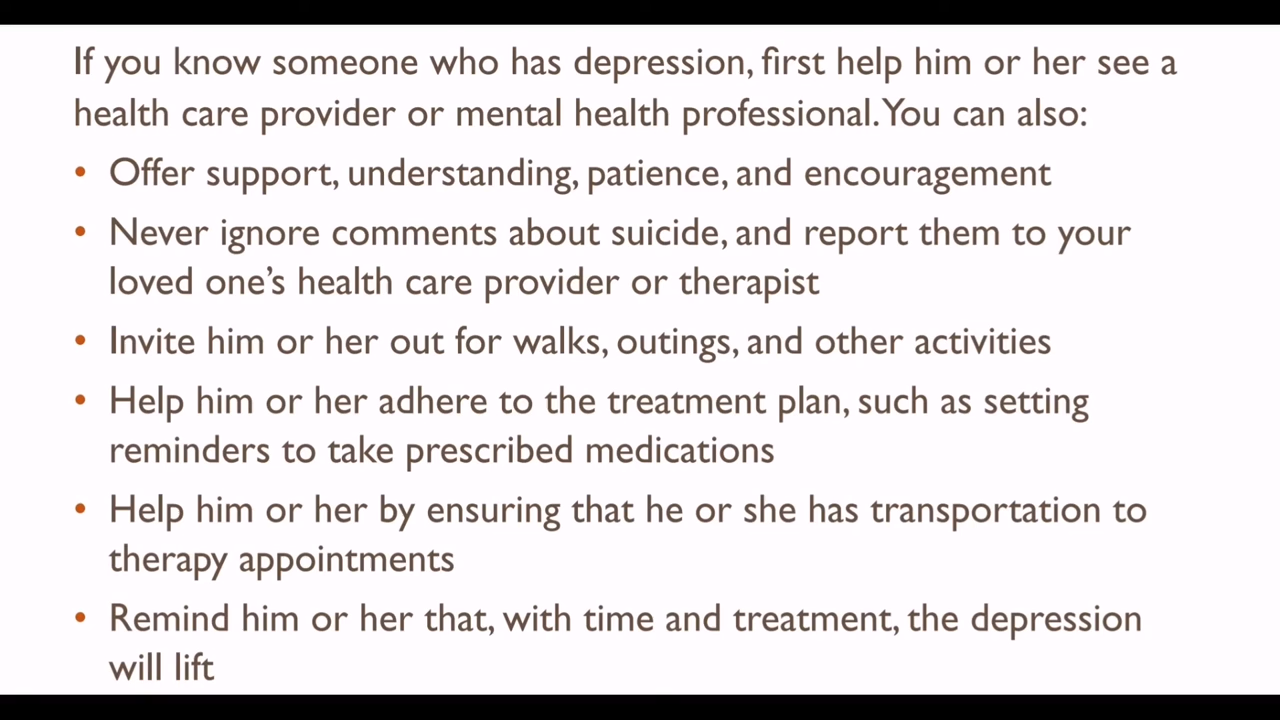 If you know someone who has depression, first help him or her see a
health care provider or mental health professional. You can also:
• Offer support, understanding, patience, and encouragement
• Never ignore comments about suicide, and report them to your
loved one’s health care provider or therapist
• Invite him or her out for walks, outings, and other activities
• Help him or her adhere to the treatment plan, such as setting
reminders to take prescribed medications
• Help him or her by ensuring that he or she has transportation to
therapy appointments
• Remind him or her that, with time and treatment, the depression
will lift